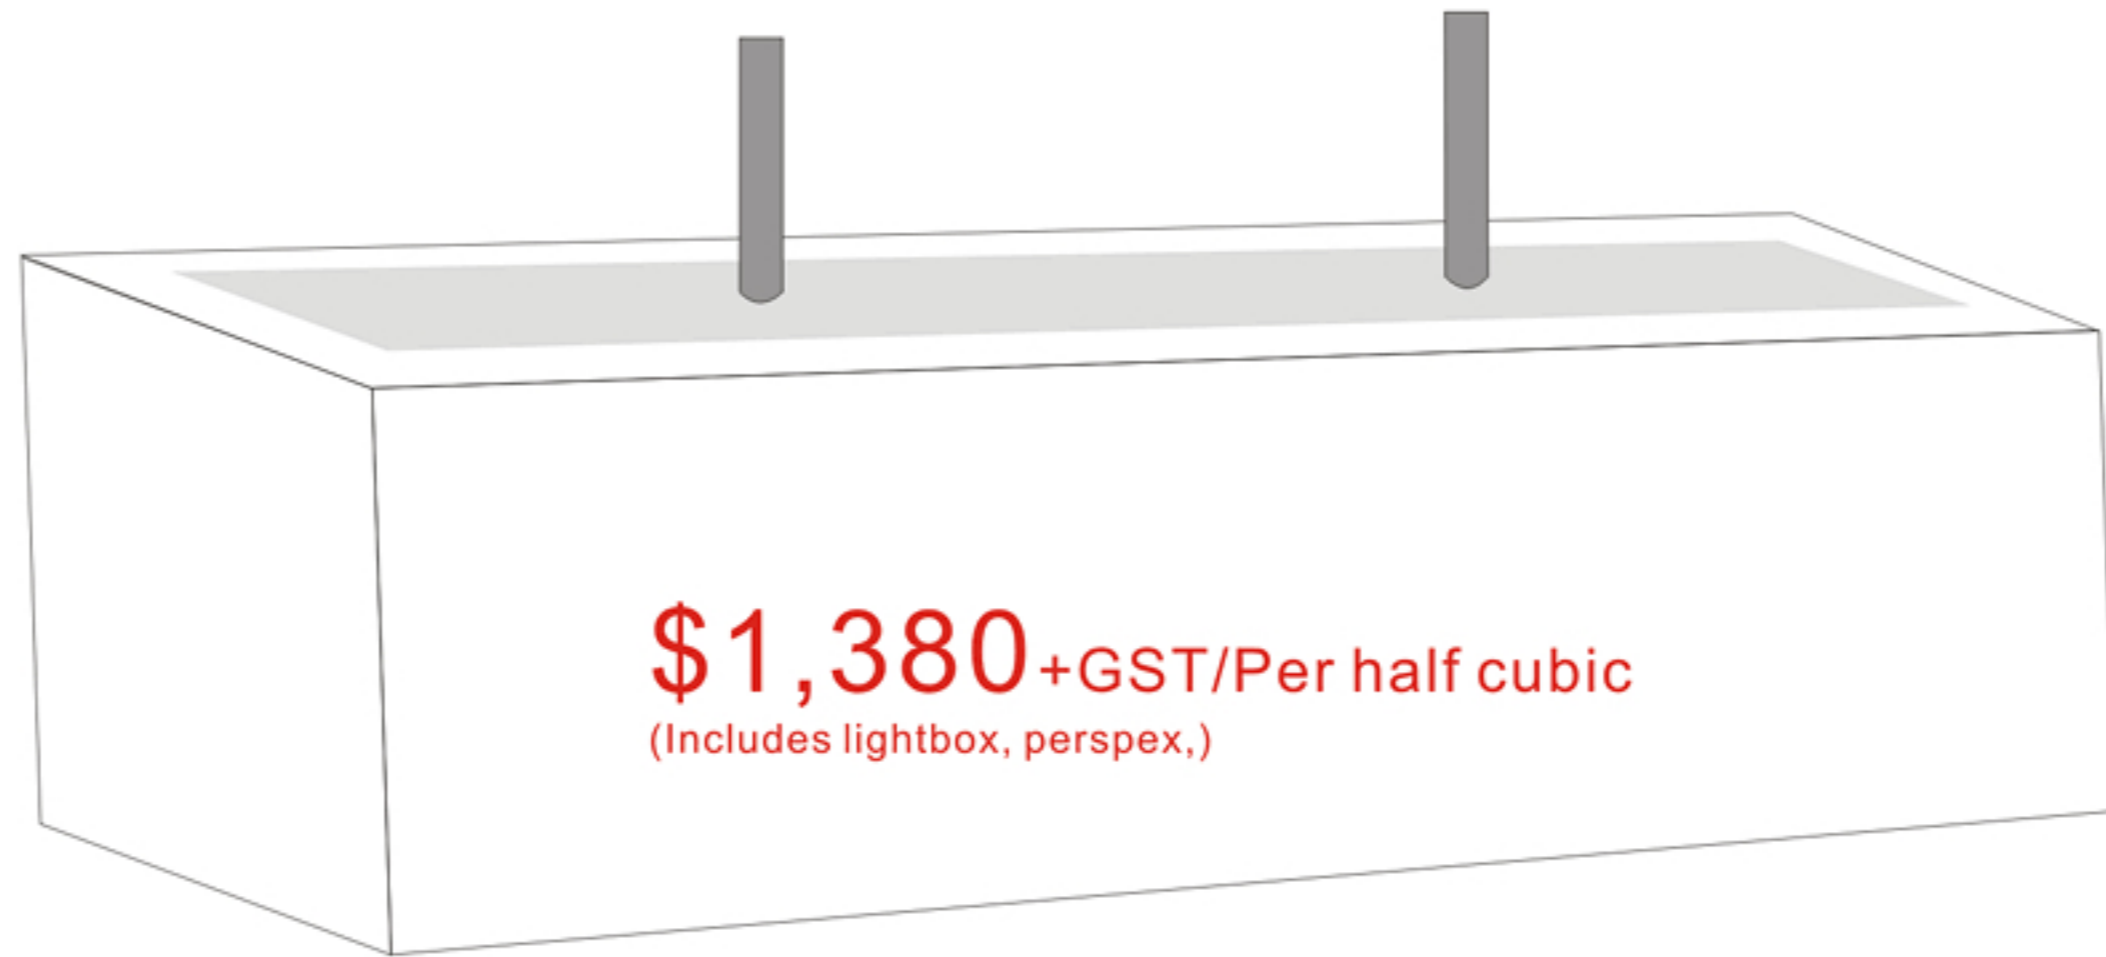 $1,380+GST/Per half cubic
(Includes lightbox, perspex,)